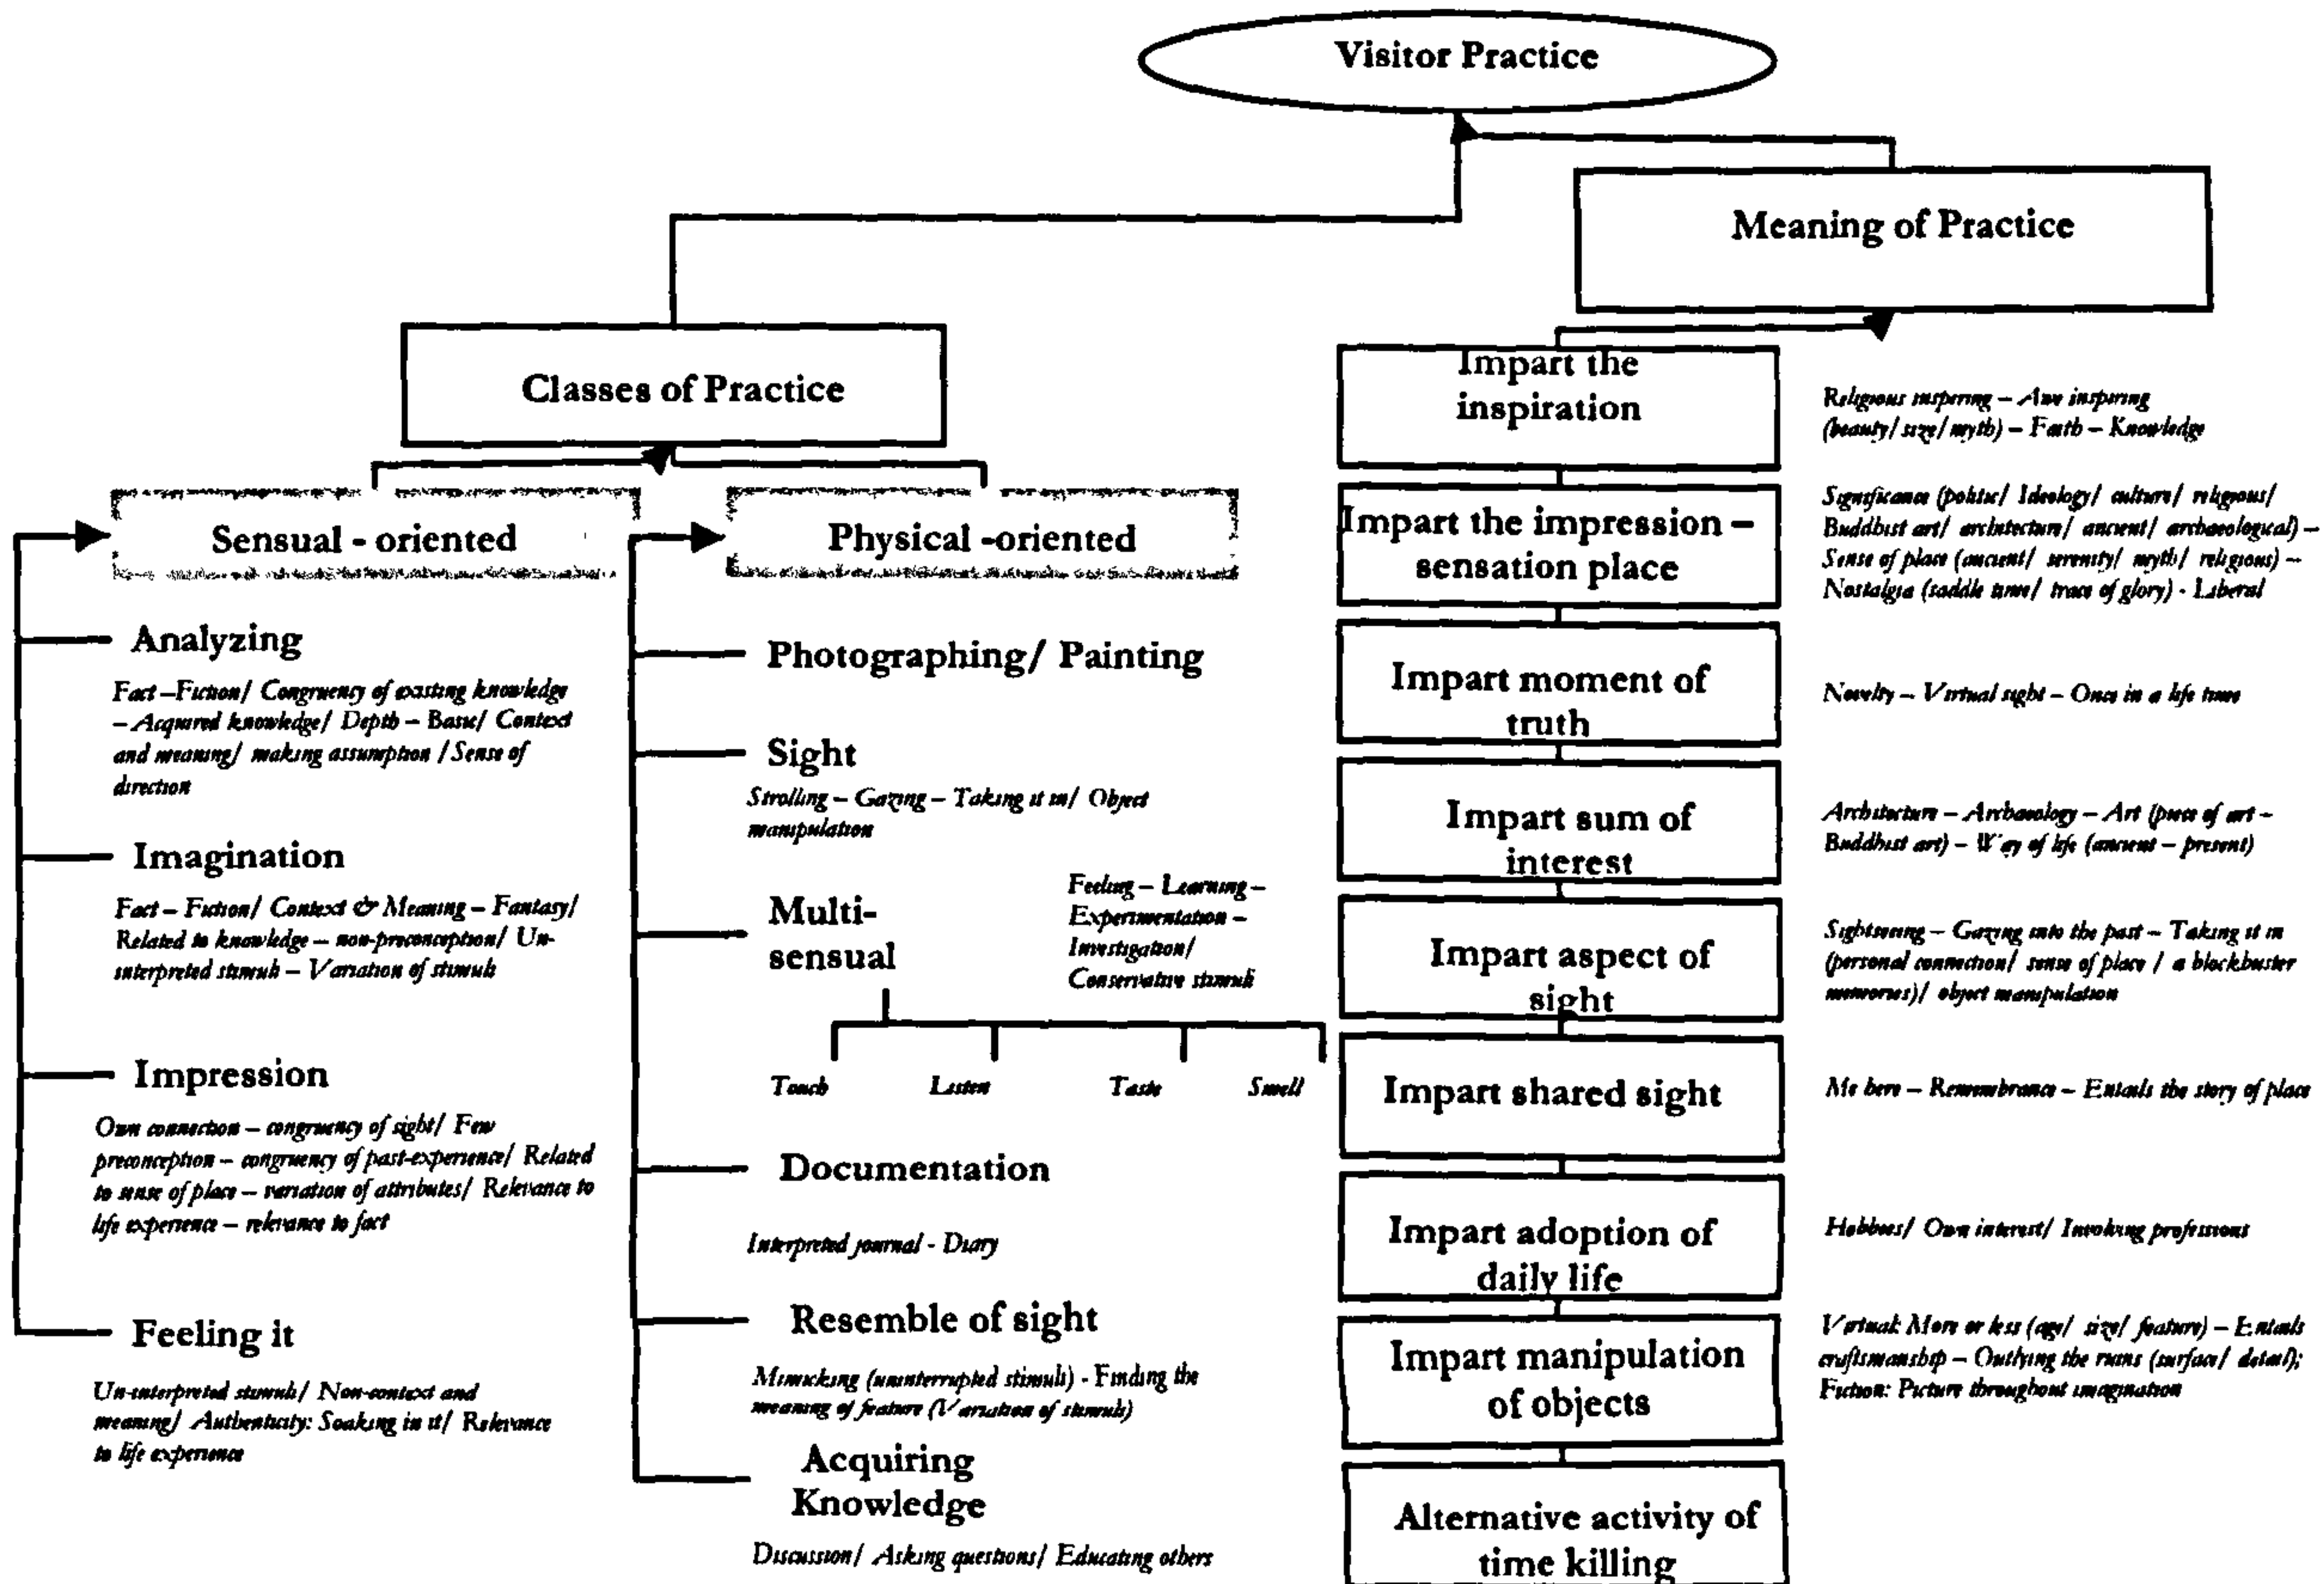 Visitor Practice
Meaning of Practice
Classes of Practice
Sensual - oriented
Analyzing
Fact –Fiction/ Congruency of existing knowledge
– Acquired knowledge/ Depth – Basic/ Context
and meaning/ making assumption /Sense of
direction
Imagination
Fact – Fiction/ Context & Meaning – Fantasy/
Related to knowledge – non-preconception/ Un-
interpreted stimuli – Variation of stimuli
Impression
Own connection – congruency of sight/ Few
preconception – congruency of past-experience/ Related
to sense of place – variation of attributes/ Relevance to
life experience – relevance to fact
Feeling it
Un-interpreted stimuli/ Non-context and
meaning/ Authenticity: Soaking in it/ Relevance
to life experience
Physical -oriented
Photographing/ Painting
Sight
Strolling – Gazing – Taking it in/ Object
manipulation
Multi-
sensual
Feeling – Learning –
Experimentation –
Investigation/
Conservative stimuli
Touch Listen Taste Smell
Documentation
Interpreted journal - Diary
Resemble of sight
Mimicking (uninterrupted stimuli) - Finding the
meaning of feature (Variation of stimuli)
Acquiring
Knowledge
Discussion/ Asking questions/ Educating others
Impart the
inspiration
Religious inspiring – Awe inspiring
(beauty/ size/ myth) – Faith – Knowledge
Impart the impression –
sensation place
Significance (politic/ Ideology/ culture/ religious/
Buddhist art/ architecture/ ancient/ archaeological) –
Sense of place (ancient/ serenity/ myth/ religious) –
Nostalgia (saddle time/ trace of glory) - Liberal
Impart moment of
truth
Novelty – Virtual sight – Once in a life time
Impart sum of
interest
Architecture – Archaeology – Art (piece of art –
Buddhist art) – Way of life (ancient – present)
Impart aspect of
sight
Sightseeing – Gazing into the past – Taking it in
(personal connection/ sense of place / a blockbuster
memories)/ object manipulation
Impart shared sight
Me here – Remembrance – Entails the story of place
Impart adoption of
daily life
Hobbies/ Own interest/ Involving professions
Impart manipulation
of objects
Virtual: More or less (age/ size/ feature) – Entails
craftsmanship – Outlying the ruins (surface/ detail);
Fiction: Picture throughout imagination
Alternative activity of
time killing